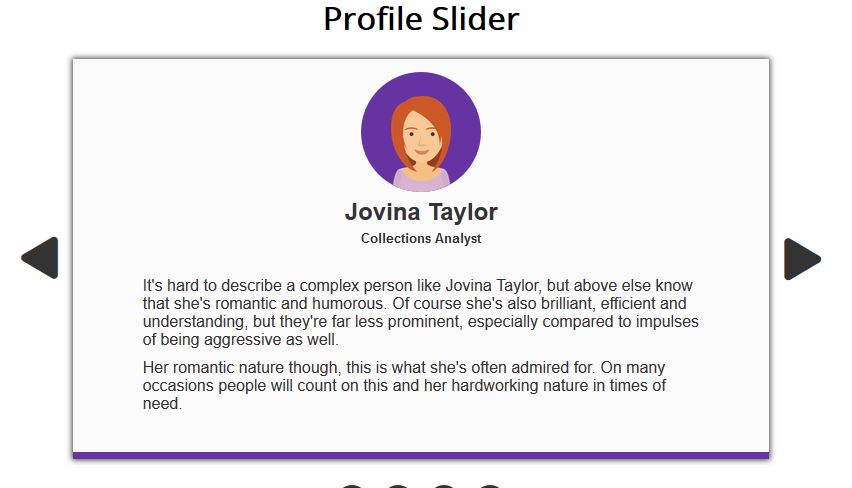 Profile Slider
Jovina Taylor
Collections Analyst
It's hard to describe a complex person like Jovina Taylor, but above else know
that she's romantic and humorous. Of course she's also brilliant, efficient and
understanding, but they're far less prominent, especially compared to impulses
of being aggressive as well.
Her romantic nature though, this is what she's often admired for. On many
occasions people will count on this and her hardworking nature in times of
need.